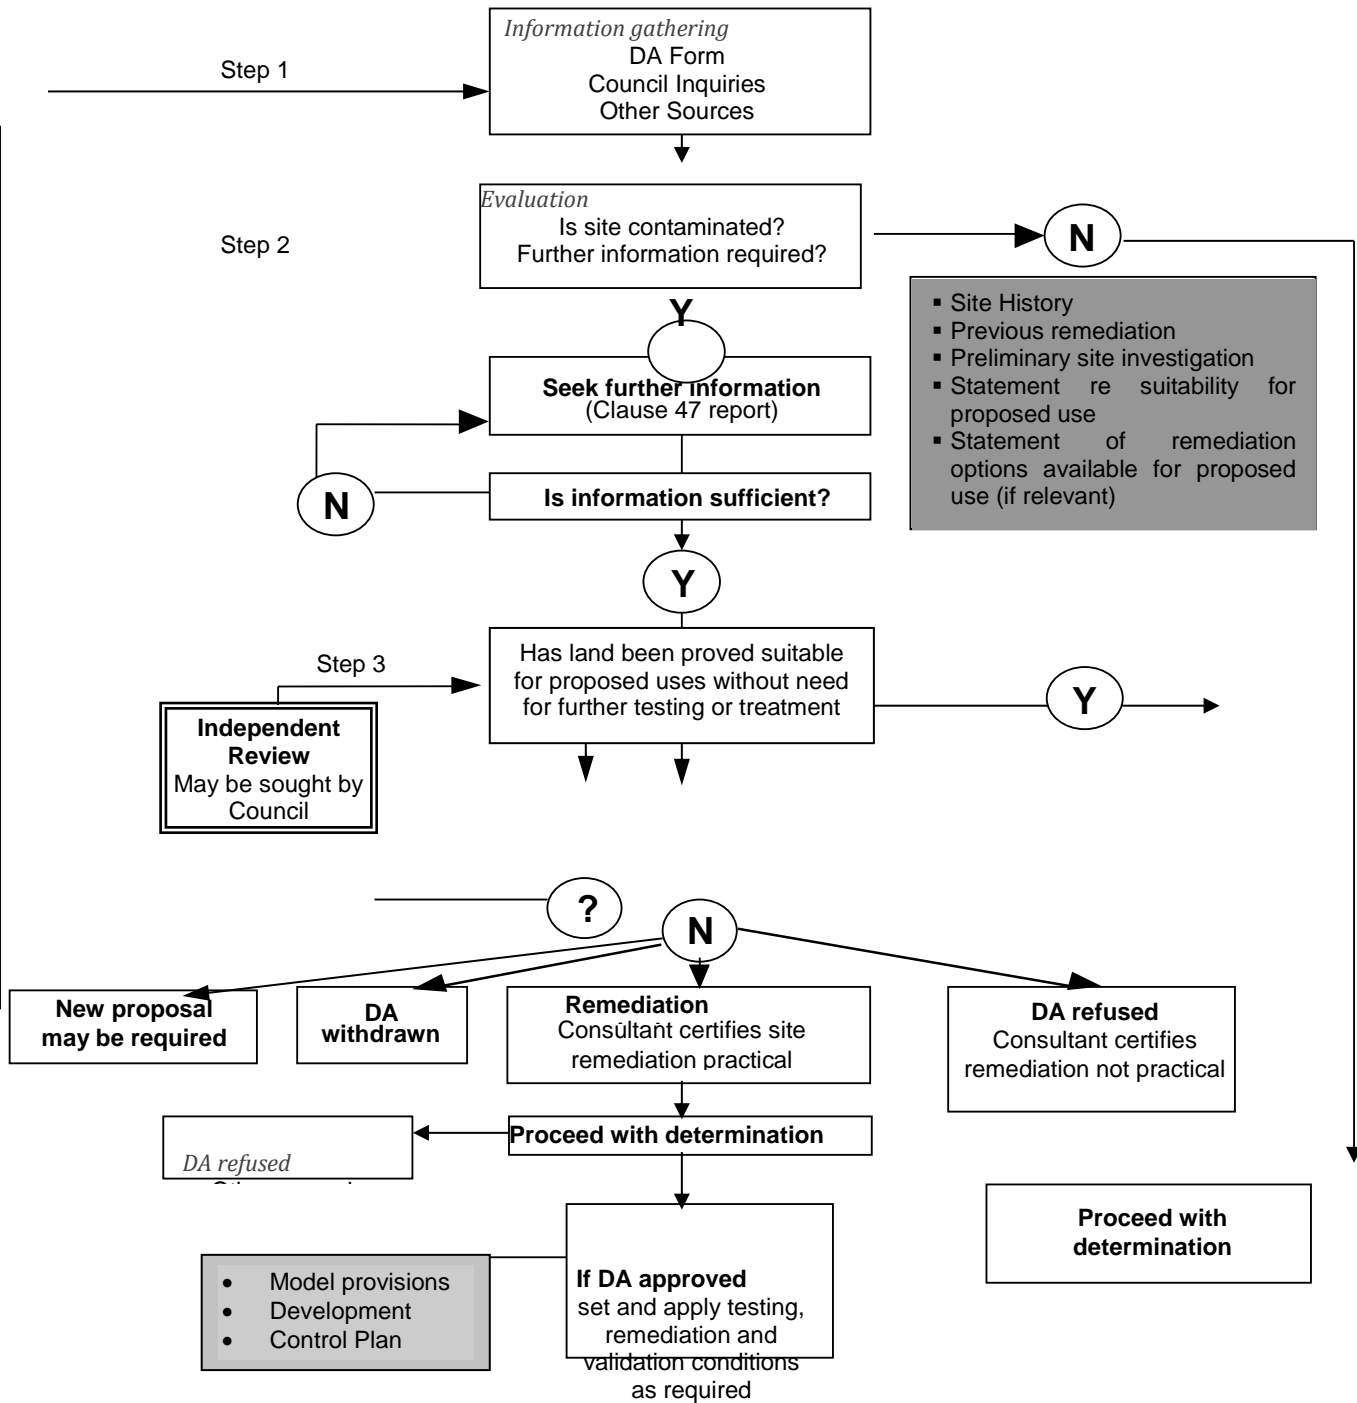 Information gathering
DA Form
Council Inquiries
Other Sources
Step 1
Evaluation
Is site contaminated?
Further information required?
Step 2
N
Y
▪ Site History
▪ Previous remediation
▪ Preliminary site investigation
▪ Statement re suitability for
proposed use
▪ Statement of remediation
options available for proposed
use (if relevant)
Seek further information
(Clause 47 report)
N
Is information sufficient?
Y
Step 3
Has land been proved suitable
for proposed uses without need
for further testing or treatment
Y
Independent
Review
May be sought by
Council
?
N
New proposal
may be required
DA
withdrawn
Remediation
Consultant certifies site
remediation practical
DA refused
Consultant certifies
remediation not practical
Proceed with determination
DA refused
Proceed with
determination
If DA approved
set and apply testing,
remediation and
validation conditions
as required
• Model provisions
• Development
• Control Plan